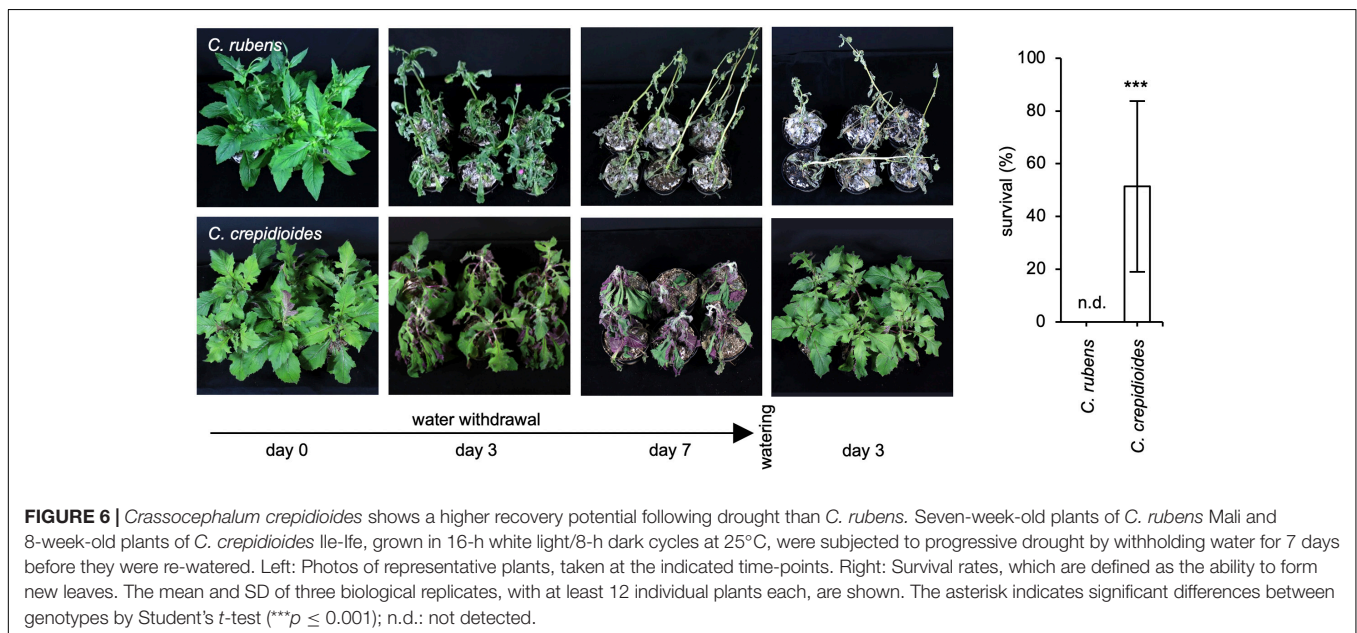 C. rubens
C. crepidioides
water withdrawal
watering
day 0
day 3
day 7
day 3
100
80
60
40
20
0
survival (%)
***
n.d.
C. rubens
C. crepidioides
FIGURE 6 | Crassocephalum crepidioides shows a higher recovery potential following drought than C. rubens. Seven-week-old plants of C. rubens Mali and
8-week-old plants of C. crepidioides Ile-Ife, grown in 16-h white light/8-h dark cycles at 25°C, were subjected to progressive drought by withholding water for 7 days
before they were re-watered. Left: Photos of representative plants, taken at the indicated time-points. Right: Survival rates, which are defined as the ability to form
new leaves. The mean and SD of three biological replicates, with at least 12 individual plants each, are shown. The asterisk indicates significant differences between
genotypes by Student's t-test (***p ≤ 0.001); n.d.: not detected.